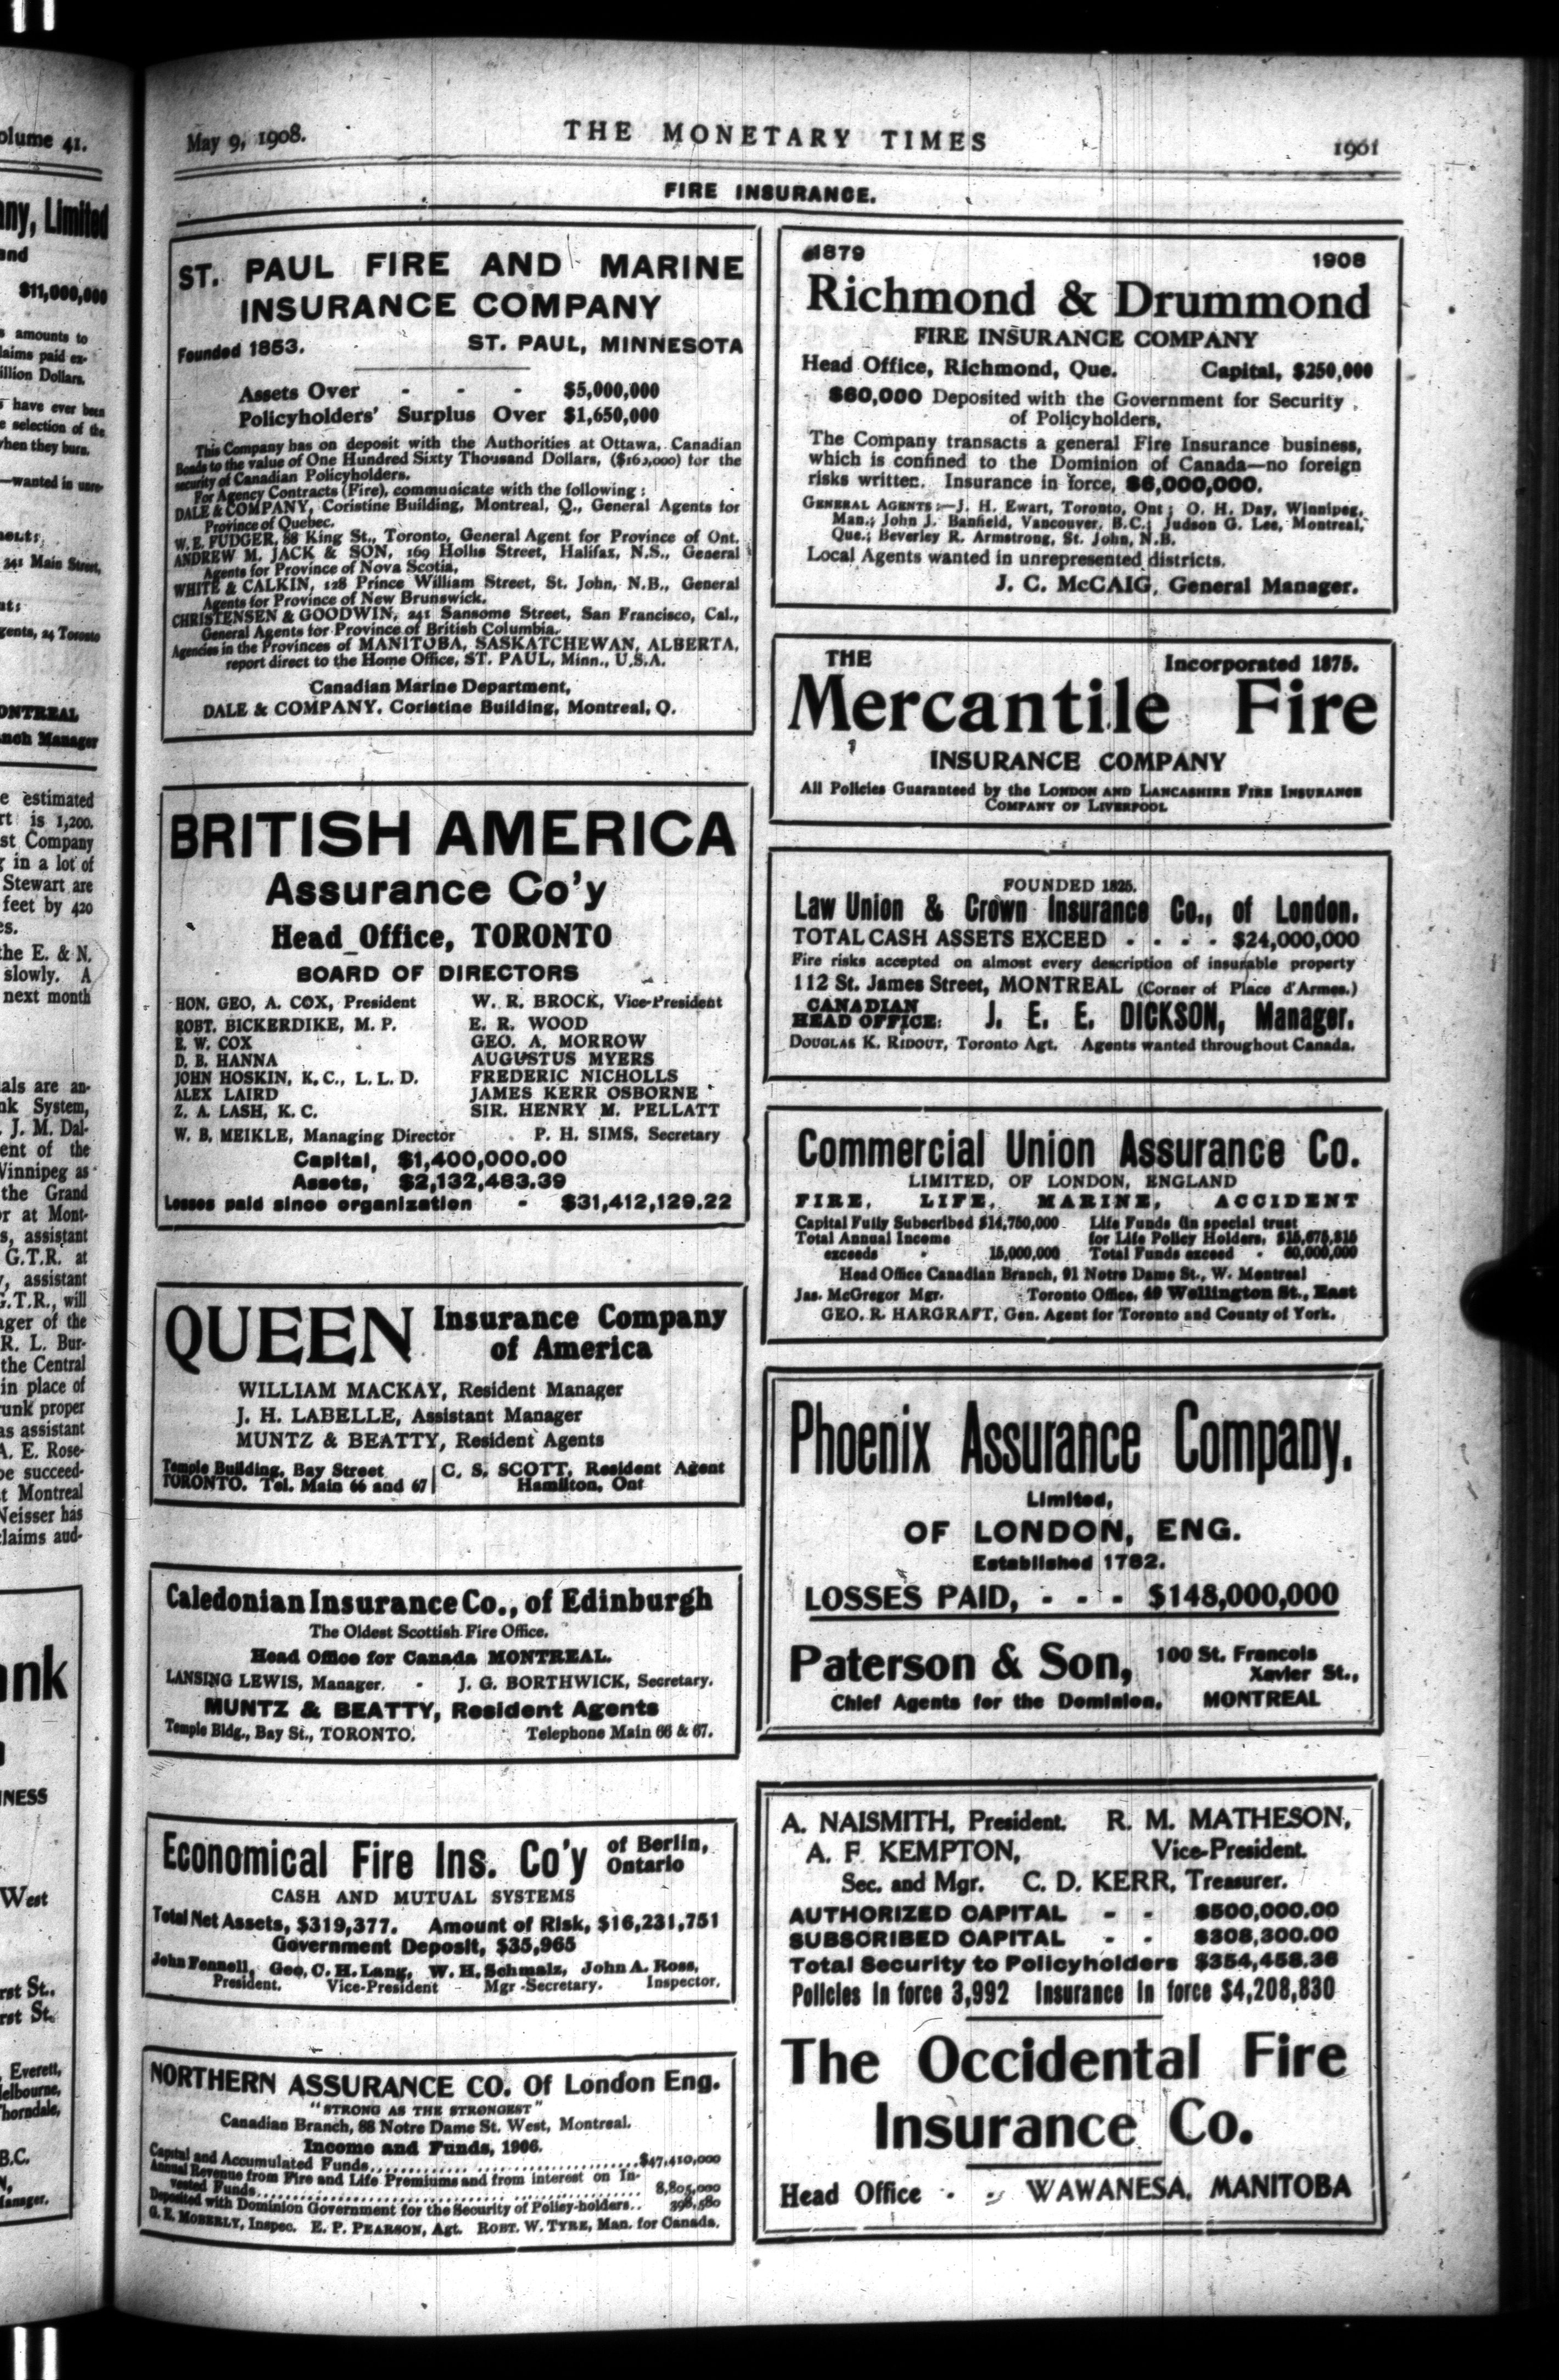 May 9, 1908.
THE MONETARY TIMES
1901
FIRE INSURANCE.
ST. PAUL FIRE AND MARINE
INSURANCE COMPANY
Founded 1853.
ST. PAUL, MINNESOTA
Assets Over - - - $5,000,000
Policyholders' Surplus Over $1,650,000
This Company has on deposit with the Authorities at Ottawa, Canadian
Bonds to the value of One Hundred Sixty Thousand Dollars, ($160,000) for the
security of Canadian Policyholders.
For Agency Contracts (Fire), communicate with the following:
DALE & COMPANY, Coristine Building, Montreal, Q., General Agents for
Province of Quebec.
W. E. FUDGER, 88 King St., Toronto, General Agent for Province of Ont.
ANDREW M. JACK & SON, 169 Hollis Street, Halifax, N.S., General
Agents for Province of Nova Scotia,
WHITE & CALKIN, 128 Prince William Street, St. John, N.B., General
Agents for Province of New Brunswick.
CHRISTENSEN & GOODWIN, 241 Sansome Street, San Francisco, Cal.,
General Agents for Province of British Columbia.
Agencies in the Provinces of MANITOBA, SASKATCHEWAN, ALBERTA,
report direct to the Home Office, ST. PAUL, Minn., U.S.A.
Canadian Marine Department,
DALE & COMPANY, Coristine Building, Montreal, Q.
BRITISH AMERICA
Assurance Co'y
Head Office, TORONTO
BOARD OF DIRECTORS
HON. GEO, A. COX, President W. R. BROCK, Vice-President
ROBT. BICKERDIKE, M. P. E. R. WOOD
E. W. COX GEO. A. MORROW
D. B. HANNA AUGUSTUS MYERS
JOHN HOSKIN, K. C., L. L. D. FREDERIC NICHOLLS
ALEX LAIRD JAMES KERR OSBORNE
Z. A. LASH, K. C. SIR. HENRY M. PELLATT
W. B. MEIKLE, Managing Director P. H. SIMS, Secretary
Capital, $1,400,000.00
Assets, $2,132,483.39
Losses paid since organization - $31,412,129.22
QUEEN Insurance Company
of America
WILLIAM MACKAY, Resident Manager
J. H. LABELLE, Assistant Manager
MUNTZ & BEATTY, Resident Agents
Temple Building, Bay Street C. S. SCOTT, Resident Agent
TORONTO. Tel. Main 66 and 67 Hamilton, Ont
Caledonian Insurance Co., of Edinburgh
The Oldest Scottish Fire Office.
Head Office for Canada MONTREAL.
LANSING LEWIS, Manager. - J. G. BORTHWICK, Secretary.
MUNTZ & BEATTY, Resident Agents
Temple Bldg., Bay St., TORONTO. Telephone Main 66 & 67.
Economical Fire Ins. Co'y of Berlin,
Ontario
CASH AND MUTUAL SYSTEMS
Total Net Assets, $319,377. Amount of Risk, $16,231,751
Government Deposit, $35,965
John Fennell, Geo, C. H. Lang, W. H. Schmalz, John A. Ross,
President. Vice-President Mgr -Secretary. Inspector.
NORTHERN ASSURANCE CO. Of London Eng.
"STRONG AS THE STRONGEST"
Canadian Branch, 88 Notre Dame St. West, Montreal.
Income and Funds, 1906.
Capital and Accumulated Funds.......... $47,410,000
Annual Revenue from Fire and Life Premiums and from interest on In-
vested Funds.......... 8,805,000
Deposited with Dominion Government for the Security of Policy-holders.. 398,580
G. E. MOBERLY, Inspec. E. P. PEARSON, Agt. ROBT. W. TYRE, Man. for Canada.
1879 1908
Richmond & Drummond
FIRE INSURANCE COMPANY
Head Office, Richmond, Que. Capital, $250,000
$60,000 Deposited with the Government for Security
of Policyholders,
The Company transacts a general Fire Insurance business,
which is confined to the Dominion of Canada—no foreign
risks written. Insurance in force, $6,000,000.
GENERAL AGENTS:—J. H. Ewart, Toronto, Ont; O. H. Day, Winnipeg,
Man.; John J. Banfield, Vancouver, B.C.; Judson G. Lee, Montreal,
Que.; Beverley R. Armstrong, St. John, N.B.
Local Agents wanted in unrepresented districts.
J. C. McCAIG, General Manager.
THE Incorporated 1875.
Mercantile Fire
INSURANCE COMPANY
All Policies Guaranteed by the LONDON AND LANCASHIRE FIRE INSURANCE
COMPANY OF LIVERPOOL
FOUNDED 1825.
Law Union & Crown Insurance Co., of London.
TOTAL CASH ASSETS EXCEED - - - - $24,000,000
Fire risks accepted on almost every description of insurable property
112 St. James Street, MONTREAL (Corner of Place d'Armes.)
CANADIAN
HEAD OFFICE: J. E. E. DICKSON, Manager.
DOUGLAS K. RIDOUT, Toronto Agt. Agents wanted throughout Canada.
Commercial Union Assurance Co.
LIMITED, OF LONDON, ENGLAND
FIRE, LIFE, MARINE, ACCIDENT
Capital Fully Subscribed $14,750,000 Life Funds (in special trust
Total Annual Income for Life Policy Holders, $15,675,315
exceeds - 15,000,000 Total Funds exceed - 60,000,000
Head Office Canadian Branch, 91 Notre Dame St., W. Montreal
Jas. McGregor Mgr. Toronto Office, 49 Wellington St., East
GEO. R. HARGRAFT, Gen. Agent for Toronto and County of York.
Phoenix Assurance Company,
Limited,
OF LONDON, ENG.
Established 1782.
LOSSES PAID, - - - $148,000,000
Paterson & Son, 100 St. Francois
Xavier St.,
Chief Agents for the Dominion, MONTREAL
A. NAISMITH, President. R. M. MATHESON,
A. F. KEMPTON, Vice-President.
Sec. and Mgr. C. D. KERR, Treasurer.
AUTHORIZED CAPITAL - - $500,000.00
SUBSCRIBED CAPITAL - - $308,300.00
Total Security to Policyholders $354,458.36
Policies in force 3,992 Insurance in force $4,208,830
The Occidental Fire
Insurance Co.
Head Office - - WAWANESA, MANITOBA